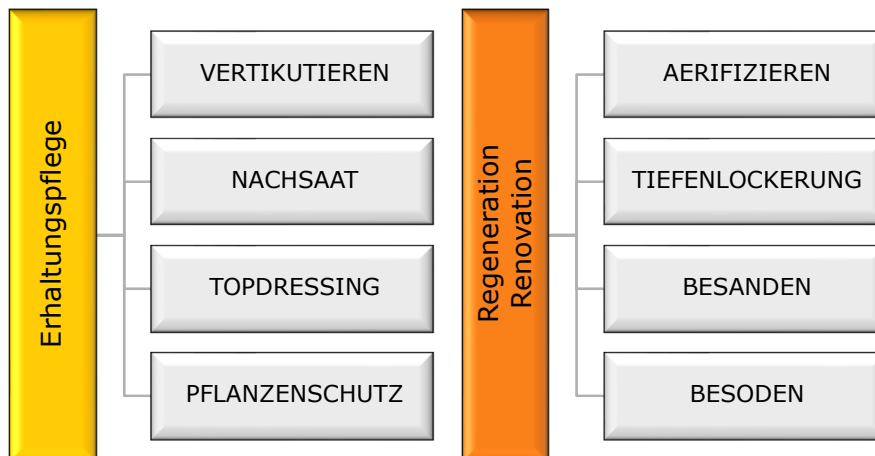 Erhaltungspflege
VERTIKUTIEREN
NACHSAAT
TOPDRESSING
PFLANZENSCHUTZ
Regeneration
Renovation
AERIFIZIEREN
TIEFENLOCKERUNG
BESANDEN
BESODEN